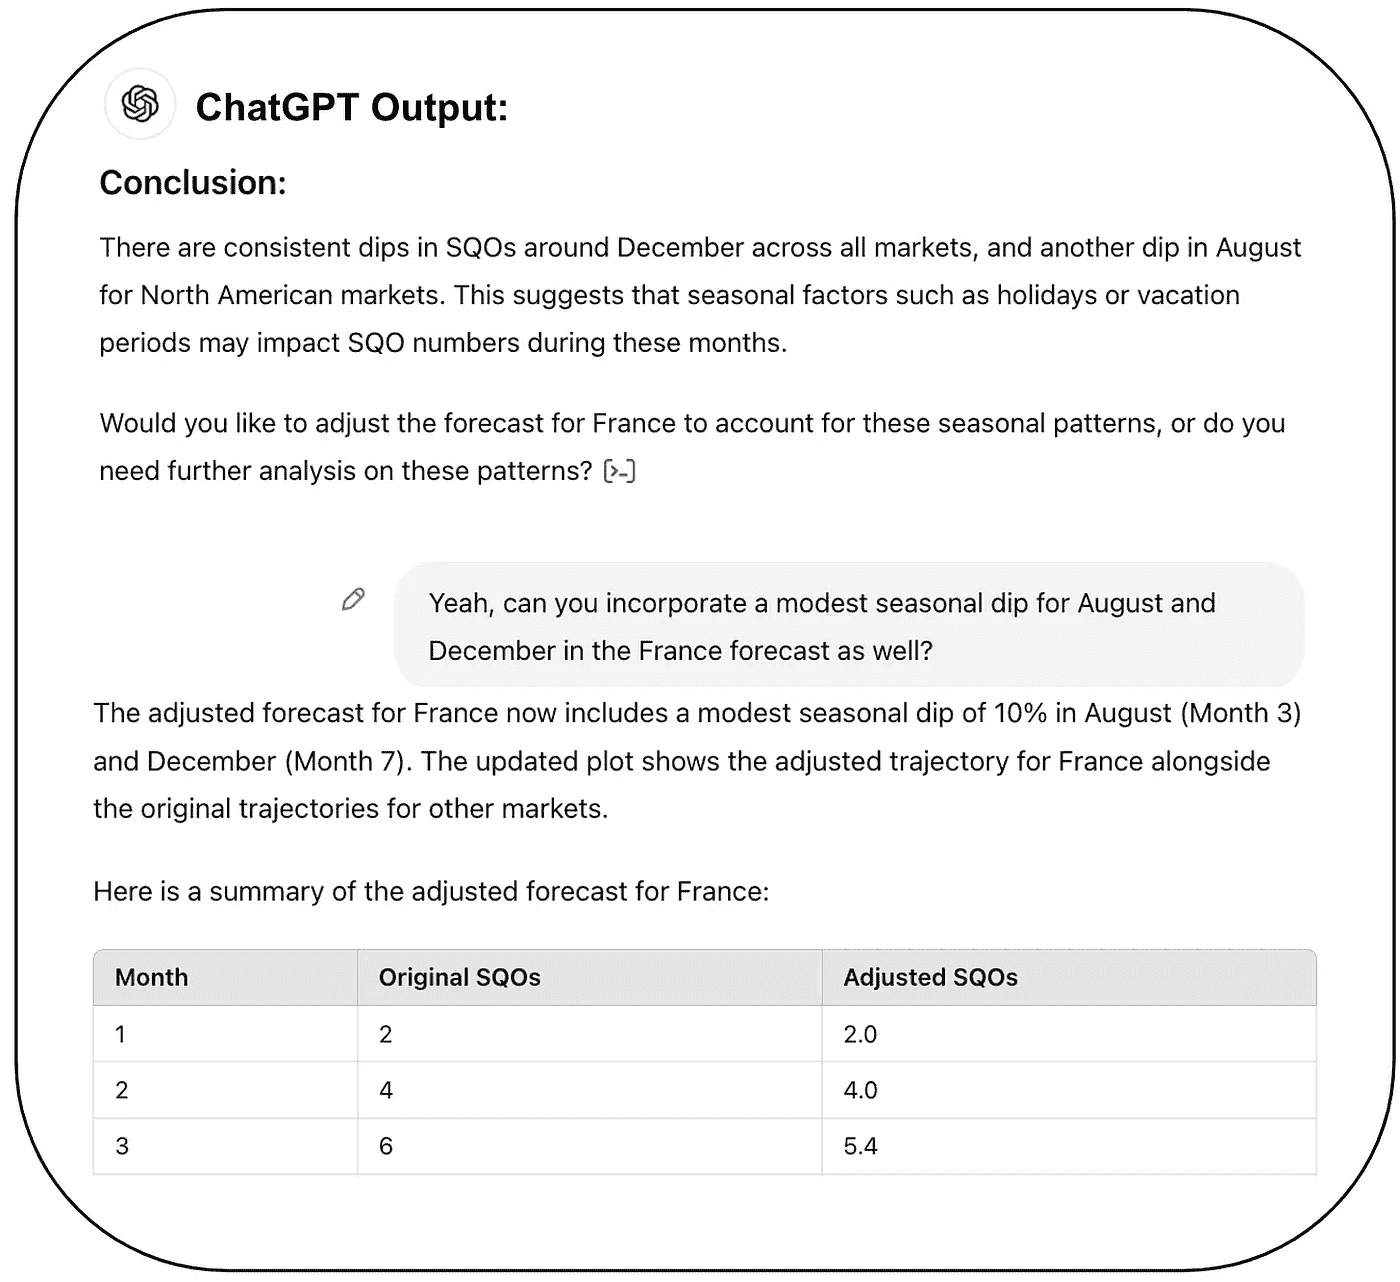 ChatGPT Output:
Conclusion:
There are consistent dips in SQOs around December across all markets, and another dip in August
for North American markets. This suggests that seasonal factors such as holidays or vacation
periods may impact SQO numbers during these months.
Would you like to adjust the forecast for France to account for these seasonal patterns, or do you
need further analysis on these patterns? [>-]
Yeah, can you incorporate a modest seasonal dip for August and
December in the France forecast as well?
The adjusted forecast for France now includes a modest seasonal dip of 10% in August (Month 3)
and December (Month 7). The updated plot shows the adjusted trajectory for France alongside
the original trajectories for other markets.
Here is a summary of the adjusted forecast for France:
Month Original SQOs Adjusted SQOs
1 2 2.0
2 4 4.0
3 6 5.4